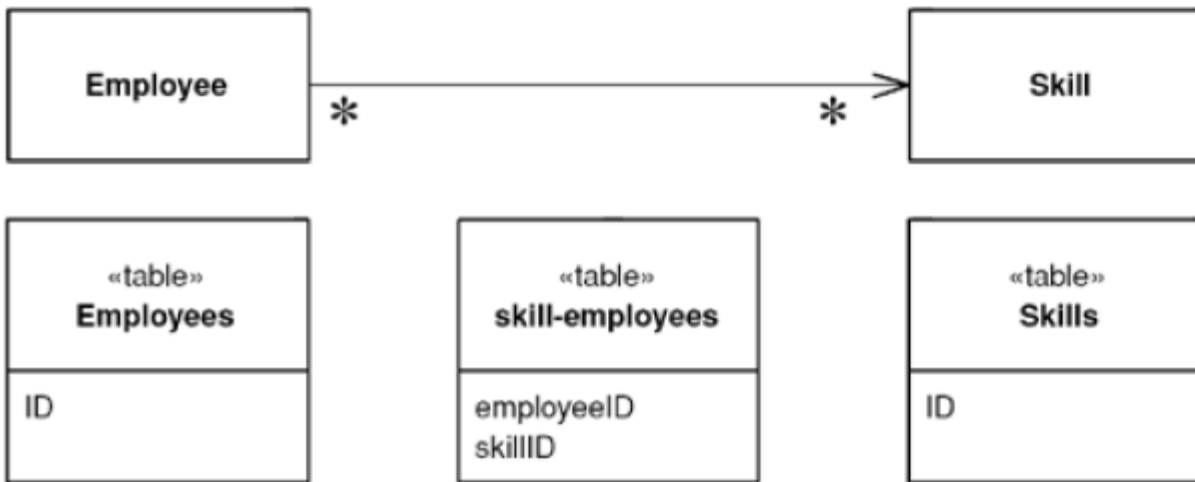 Employee
*
*
Skill
«table»
Employees
ID
«table»
skill-employees
employeeID
skillID
«table»
Skills
ID